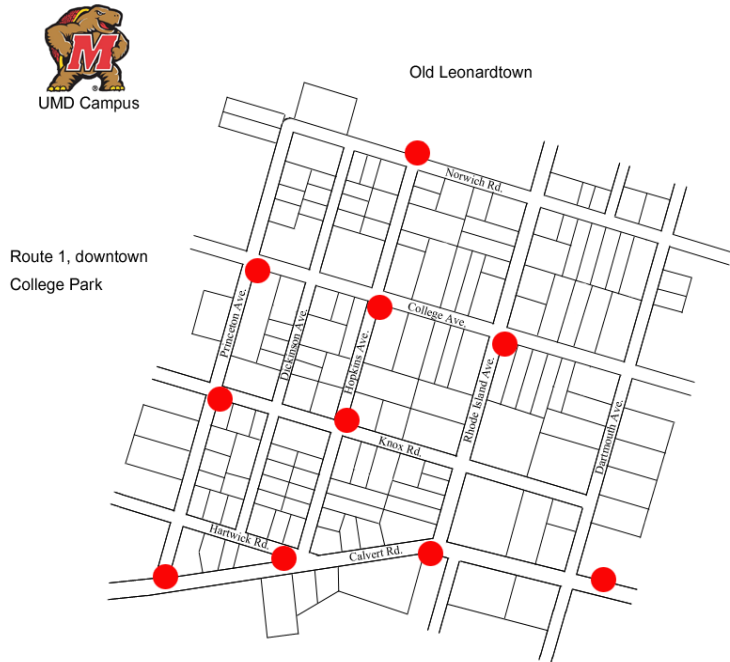 M
®
UMD Campus
Old Leonardtown
Norwich Rd.
Route 1, downtown
College Park
Princeton Ave.
Dickinson Ave.
Hopkins Ave.
College Ave.
Rhode Island Ave.
Dartmouth Ave.
Knox Rd.
Hartwick Rd.
Calvert Rd.